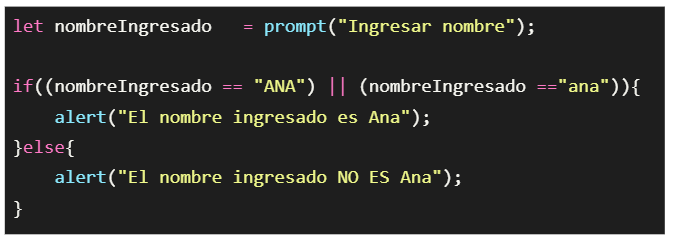 let nombreIngresado   = prompt("Ingresar nombre");
if((nombreIngresado == "ANA") || (nombreIngresado =="ana")){
    alert("El nombre ingresado es Ana");
}else{
    alert("El nombre ingresado NO ES Ana");
}